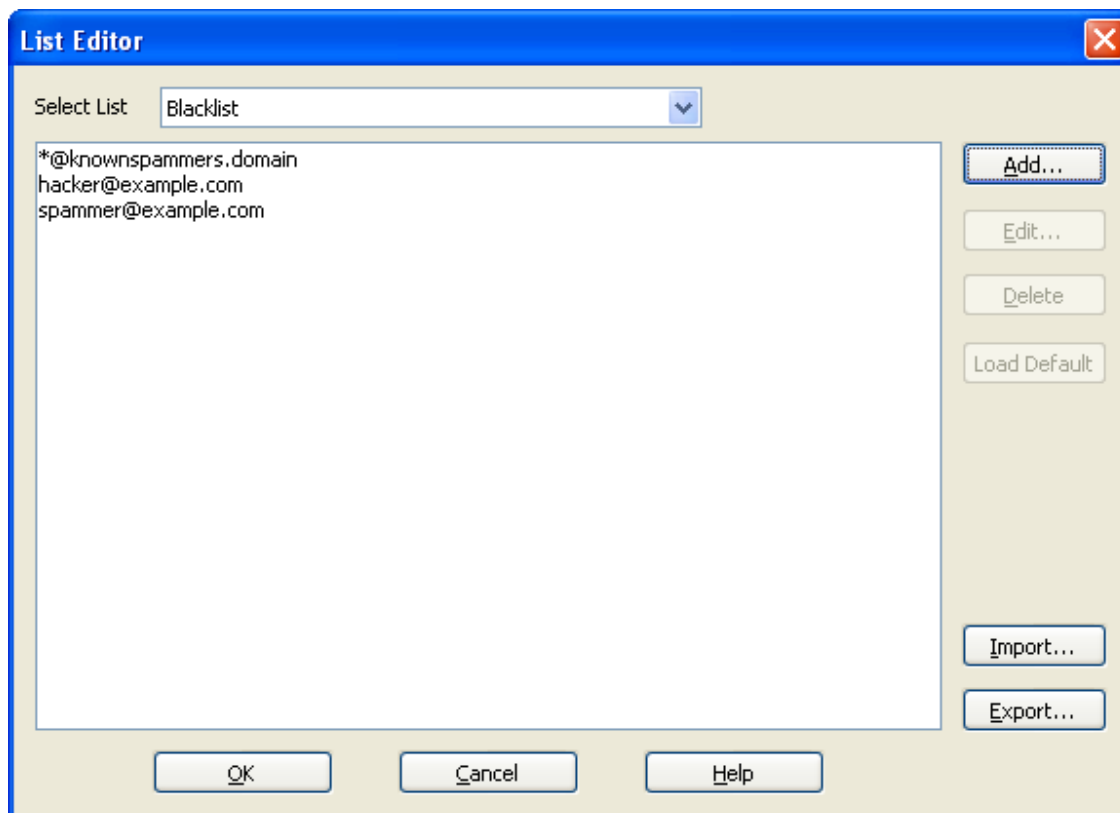 List Editor
Select List
Blacklist
*@knownspammers.domain
hacker@example.com
spammer@example.com
Add...
Edit...
Delete
Load Default
Import...
Export...
OK
Cancel
Help